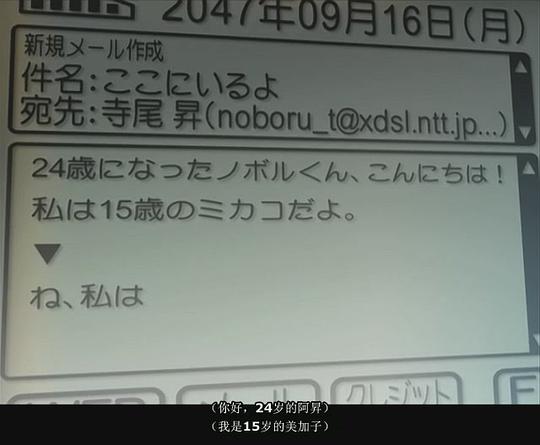 2047年09月16日(月)
新規メール作成
件名:ここにいるよ
宛先:寺尾 昇(noboru_t@xdsl.ntt.jp...)
24歳になったノボルくん、こんにちは!
私は15歳のミカコだよ。
▼
ね、私は
メール クレジット
(你好，24岁的阿昇)
(我是15岁的美加子)